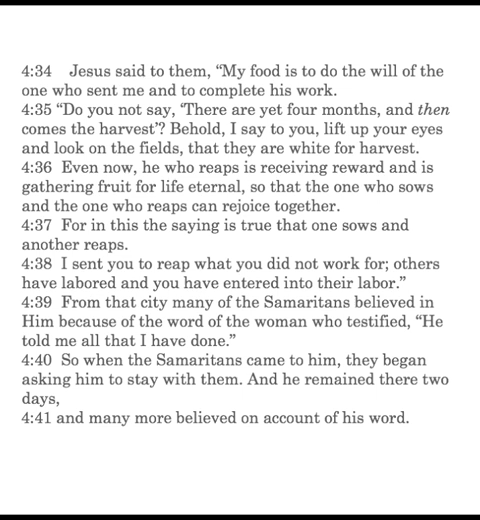 4:34 Jesus said to them, “My food is to do the will of the
one who sent me and to complete his work.
4:35 “Do you not say, ‘There are yet four months, and then
comes the harvest’? Behold, I say to you, lift up your eyes
and look on the fields, that they are white for harvest.
4:36 Even now, he who reaps is receiving reward and is
gathering fruit for life eternal, so that the one who sows
and the one who reaps can rejoice together.
4:37 For in this the saying is true that one sows and
another reaps.
4:38 I sent you to reap what you did not work for; others
have labored and you have entered into their labor.”
4:39 From that city many of the Samaritans believed in
Him because of the word of the woman who testified, “He
told me all that I have done.”
4:40 So when the Samaritans came to him, they began
asking him to stay with them. And he remained there two
days,
4:41 and many more believed on account of his word.